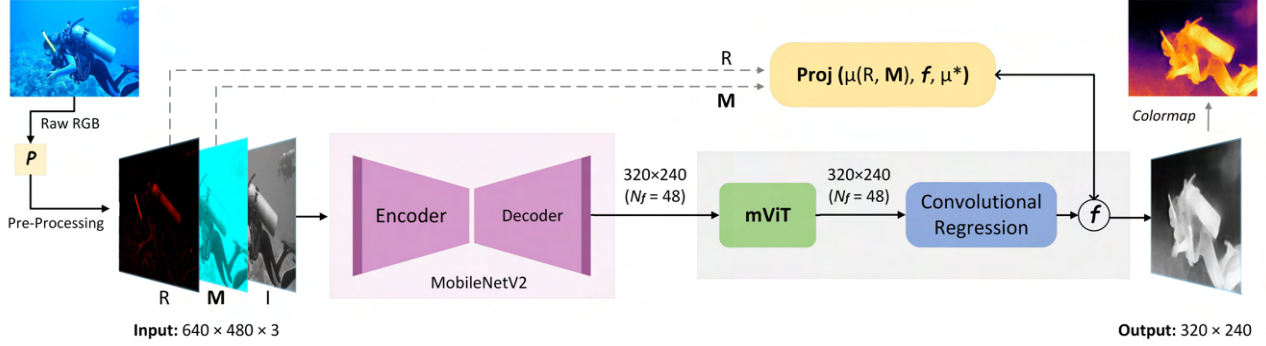 Raw RGB
P
Pre-Processing
R
M
I
Input: 640 × 480 × 3
R
M
Encoder
Decoder
MobileNetV2
320×240
(Nf = 48)
mViT
320×240
(Nf = 48)
Convolutional
Regression
Proj (μ(R, M), f, μ*)
f
Colormap
Output: 320 × 240